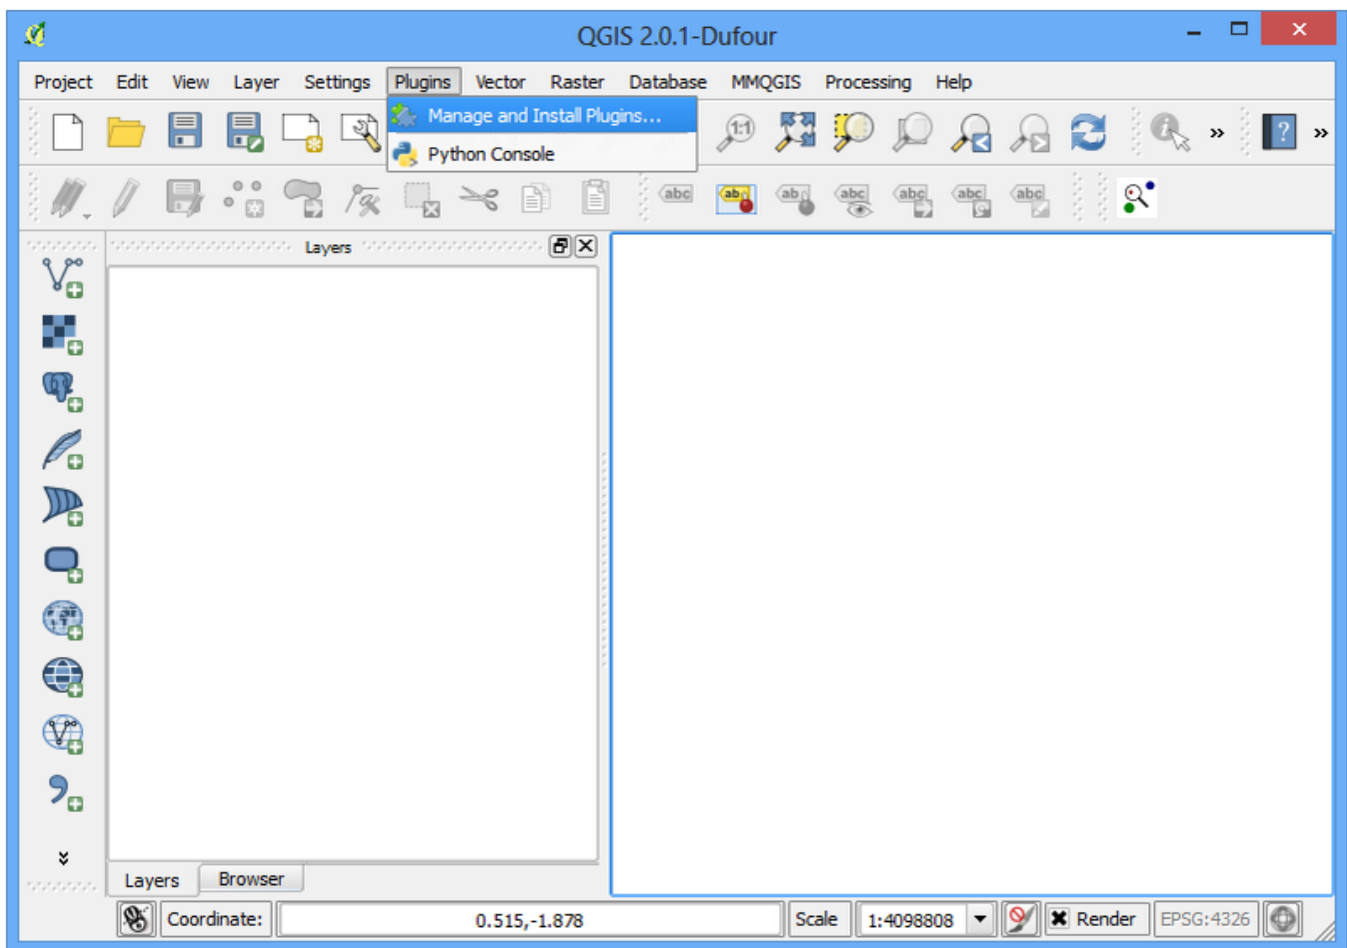 QGIS 2.0.1-Dufour
Project Edit View Layer Settings Plugins Vector Raster Database MMQGIS Processing Help
Manage and Install Plugins...
1:1
» ? »
Python Console
abc ab ab abc abc abc abc
Layers
Layers Browser
Coordinate: 0.515,-1.878 Scale 1:4098808 Render EPSG:4326